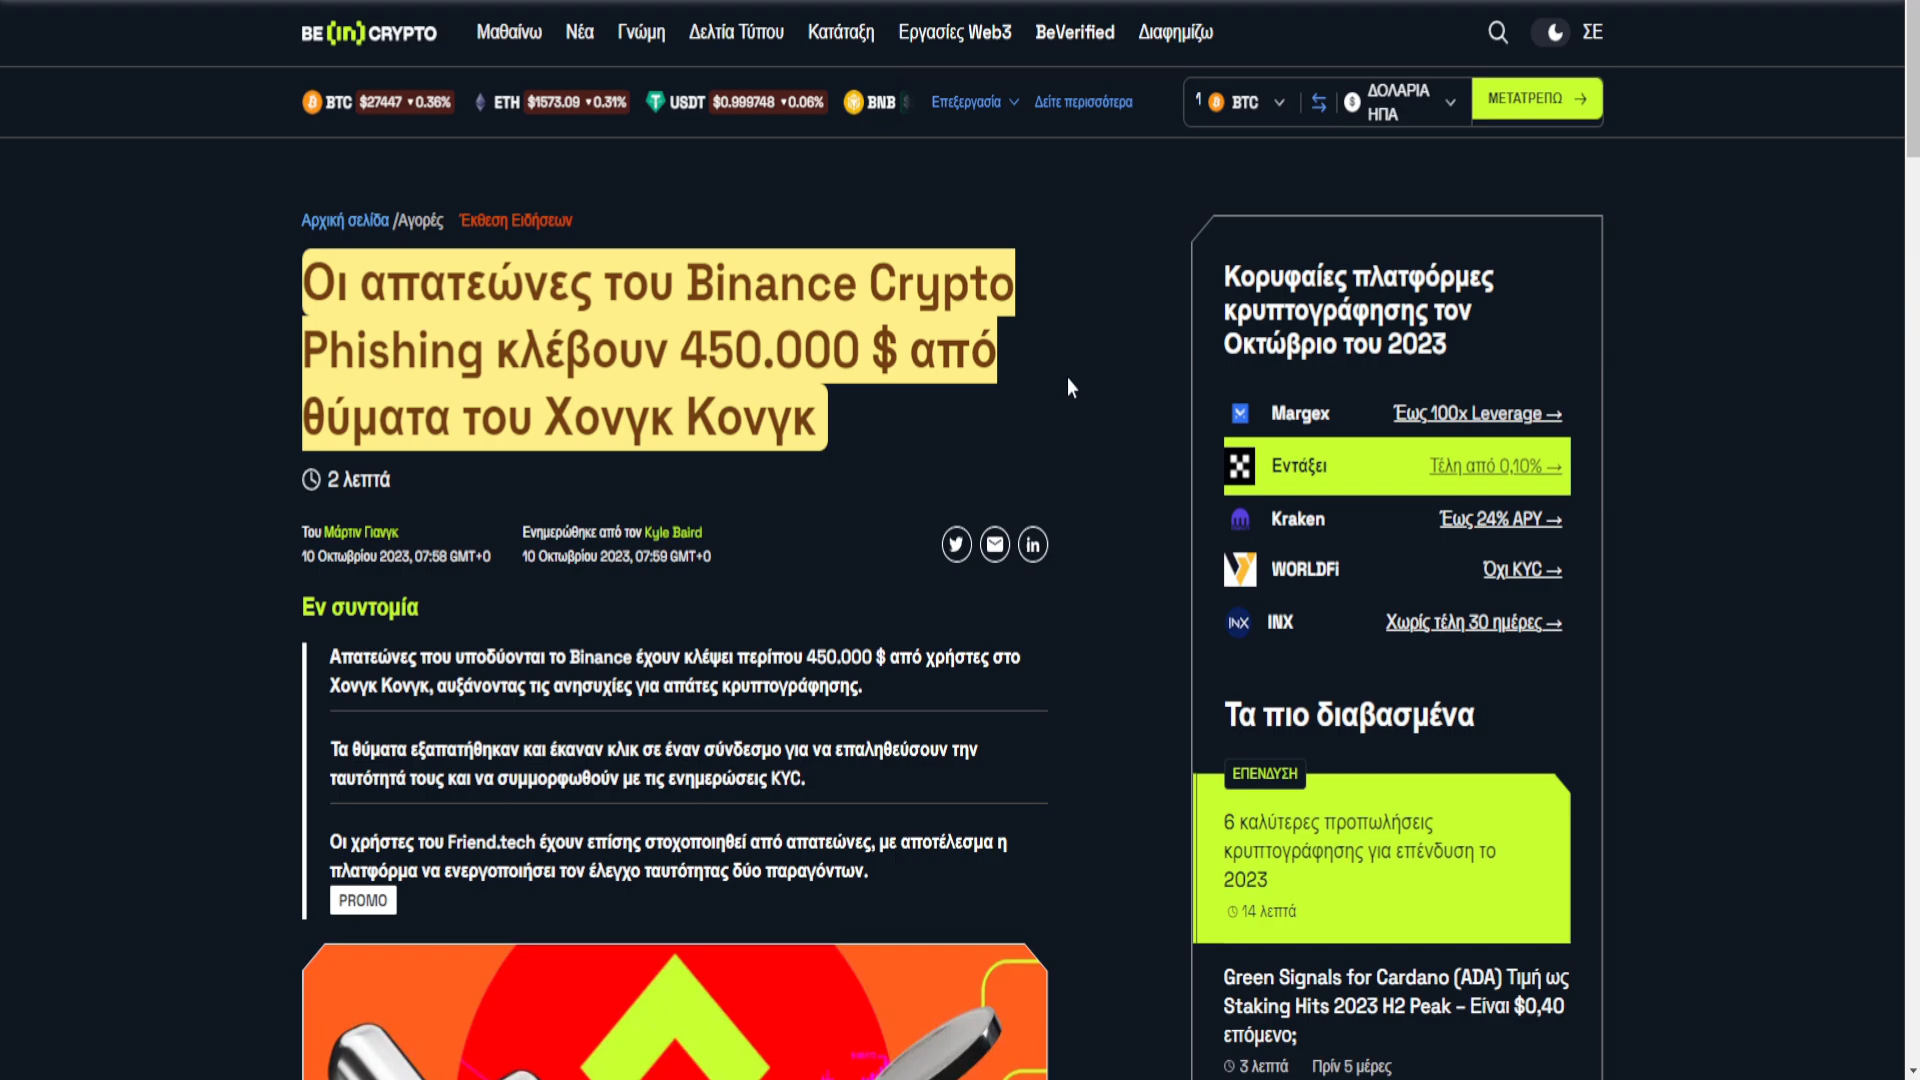 BE[in]CRYPTO Μαθαίνω Νέα Γνώμη Δελτία Τύπου Κατάταξη Εργασίες Web3 BeVerified Διαφημίζω ΣΕ
BTC $27447 ▾0.36% ETH $1573.09 ▾0.31% USDT $0.999748 ▾0.06% BNB $ Επεξεργασία Δείτε περισσότερα 1 BTC ΔΟΛΑΡΙΑ ΗΠΑ ΜΕΤΑΤΡΕΠΩ →
Αρχική σελίδα /Αγορές Έκθεση Ειδήσεων
Οι απατεώνες του Binance Crypto
Phishing κλέβουν 450.000 $ από
θύματα του Χονγκ Κονγκ
2 λεπτά
Του Μάρτιν Γιανγκ
10 Οκτωβρίου 2023, 07:58 GMT+0
Ενημερώθηκε από τον Kyle Baird
10 Οκτωβρίου 2023, 07:59 GMT+0
Εν συντομία
Απατεώνες που υποδύονται το Binance έχουν κλέψει περίπου 450.000 $ από χρήστες στο
Χονγκ Κονγκ, αυξάνοντας τις ανησυχίες για απάτες κρυπτογράφησης.
Τα θύματα εξαπατήθηκαν και έκαναν κλικ σε έναν σύνδεσμο για να επαληθεύσουν την
ταυτότητά τους και να συμμορφωθούν με τις ενημερώσεις KYC.
Οι χρήστες του Friend.tech έχουν επίσης στοχοποιηθεί από απατεώνες, με αποτέλεσμα η
πλατφόρμα να ενεργοποιήσει τον έλεγχο ταυτότητας δύο παραγόντων.
PROMO
Κορυφαίες πλατφόρμες
κρυπτογράφησης τον
Οκτώβριο του 2023
Margex Έως 100x Leverage →
Εντάξει Τέλη από 0,10% →
Kraken Έως 24% APY →
WORLDFi Όχι KYC →
INX INX Χωρίς τέλη 30 ημέρες →
Τα πιο διαβασμένα
ΕΠΕΝΔΥΣΗ
6 καλύτερες προπωλήσεις
κρυπτογράφησης για επένδυση το
2023
14 λεπτά
Green Signals for Cardano (ADA) Τιμή ως
Staking Hits 2023 H2 Peak – Είναι $0,40
επόμενο;
3 λεπτά Πρίν 5 μέρες